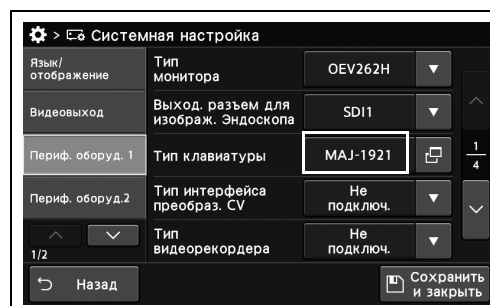 > Системная настройка
Язык/
отображение
Видеовыход
Периф. оборуд. 1
Периф. оборуд.2
1/2
Тип
монитора
OEV262H
Выход. разъем для
изображ. Эндоскопа
SDI1
Тип клавиатуры
MAJ-1921
Тип интерфейса
преобраз. CV
Не
подключ.
Тип
видеорекордера
Не
подключ.
1
4
Назад
Сохранить
и закрыть